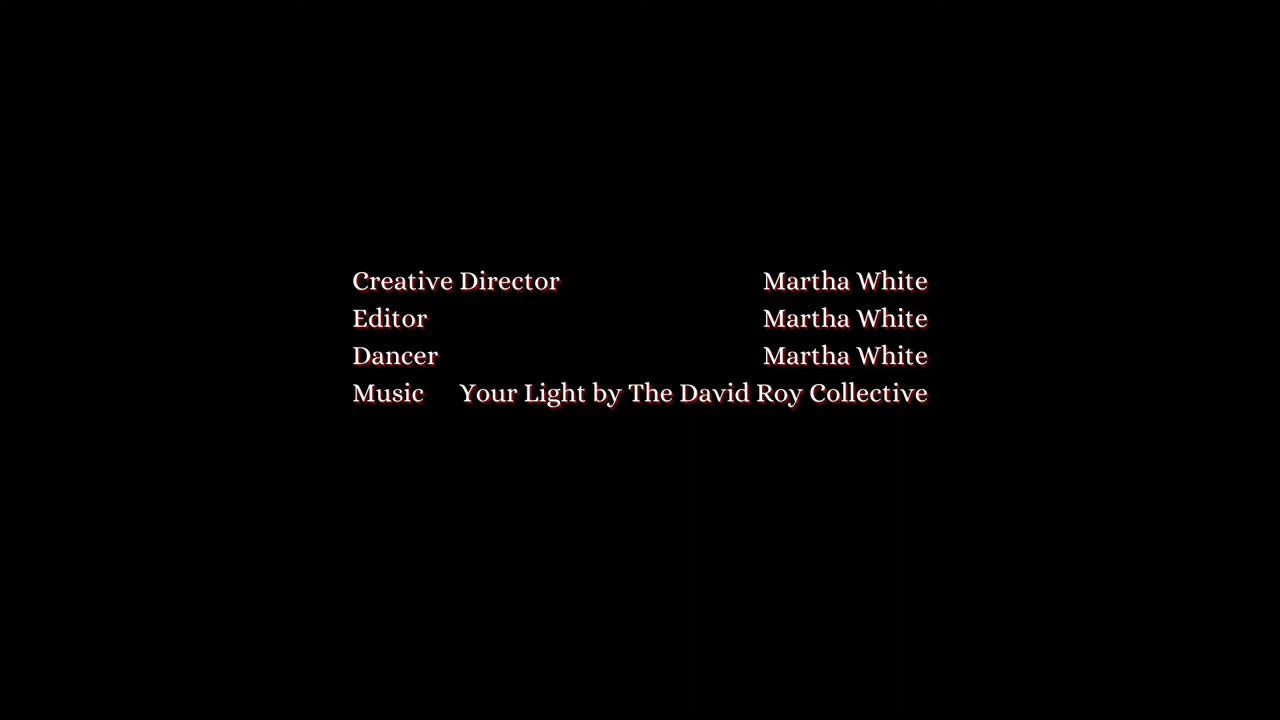 Creative Director Martha White
Editor Martha White
Dancer Martha White
Music Your Light by The David Roy Collective